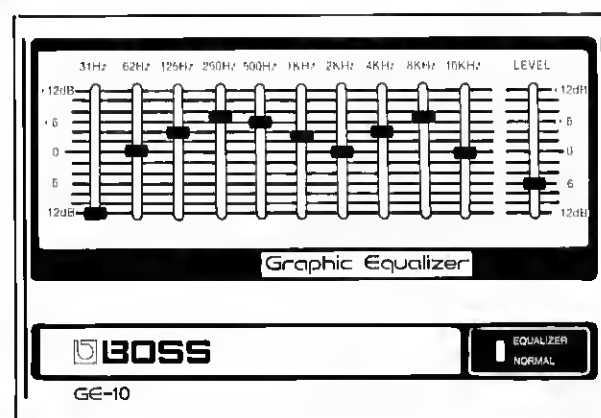 31Hz 62Hz 125Hz 250Hz 500Hz 1KHz 2KHz 4KHz 8KHz 16KHz LEVEL
+12dB +12dB
+6 +6
0 0
6 6
12dB 12dB
Graphic Equalizer
BOSS
EQUALIZER
NORMAL
GE-10